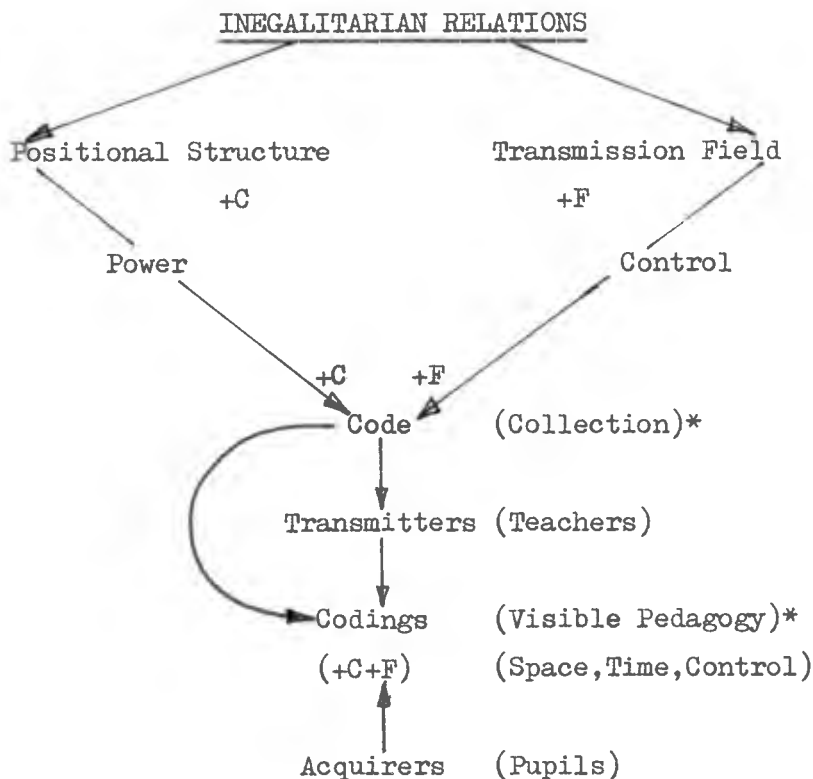 INEGALITARIAN RELATIONS
Positional Structure
Transmission Field
+C
+F
Power
Control
+C
+F
Code (Collection)*
Transmitters (Teachers)
Codings (Visible Pedagogy)*
(+C+F) (Space,Time,Control)
Acquirers (Pupils)